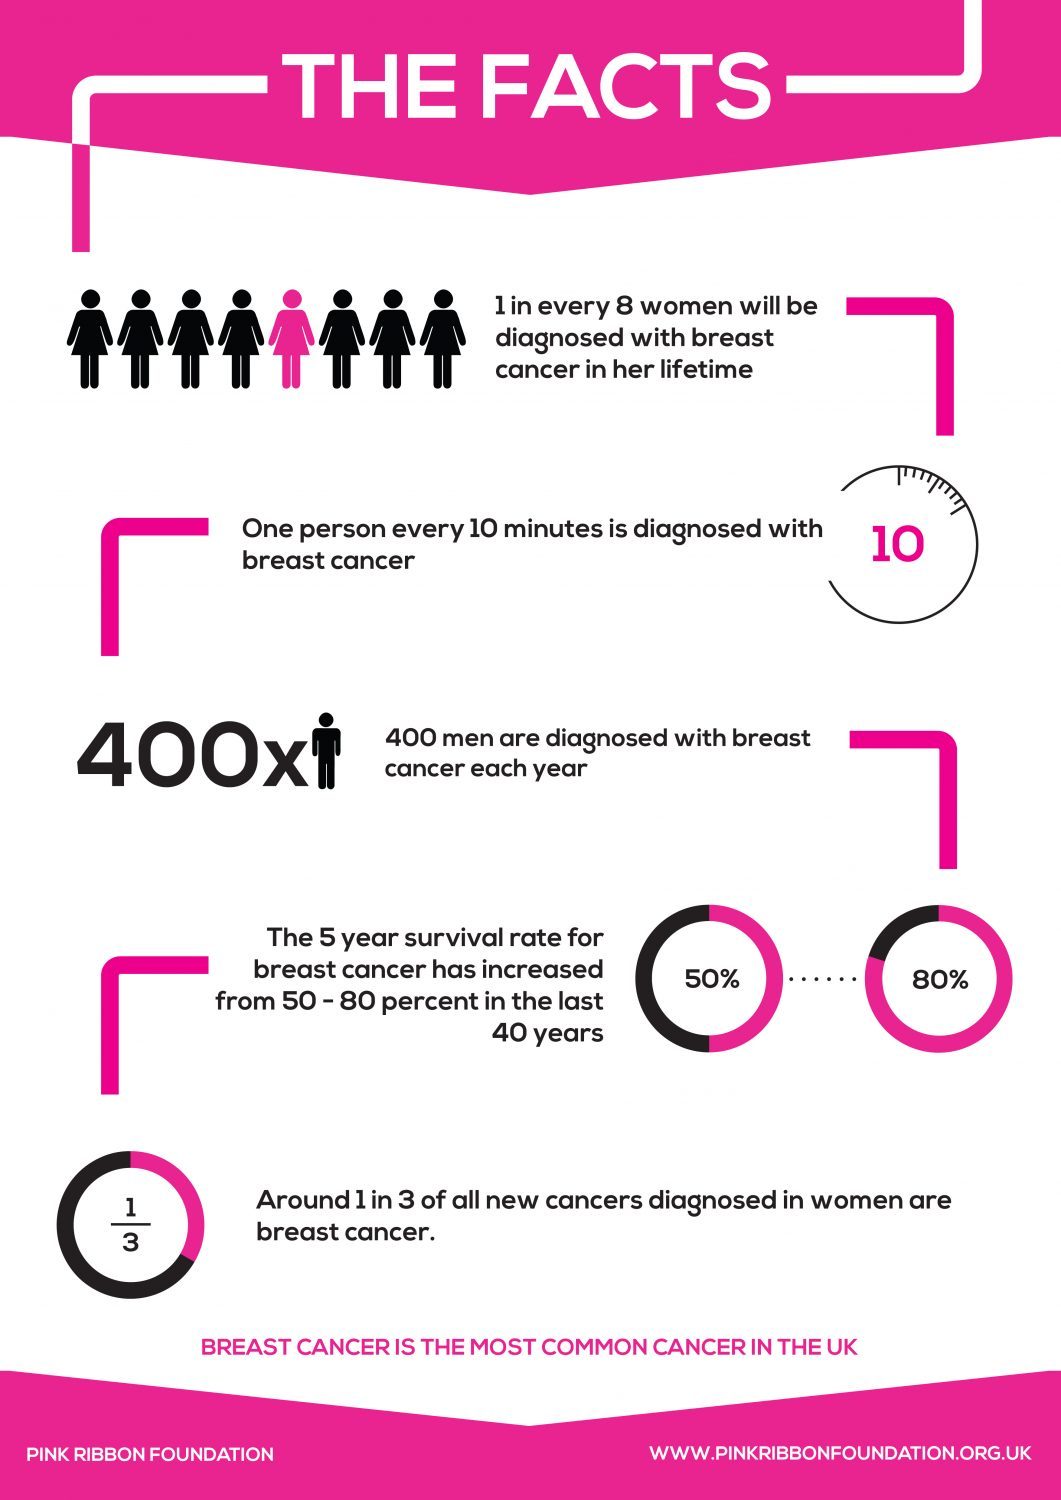 THE FACTS
1 in every 8 women will be
diagnosed with breast
cancer in her lifetime
One person every 10 minutes is diagnosed with
breast cancer
10
400x
400 men are diagnosed with breast
cancer each year
The 5 year survival rate for
breast cancer has increased
from 50 - 80 percent in the last
40 years
50%
80%
1
3
Around 1 in 3 of all new cancers diagnosed in women are
breast cancer.
BREAST CANCER IS THE MOST COMMON CANCER IN THE UK
PINK RIBBON FOUNDATION
WWW.PINKRIBBONFOUNDATION.ORG.UK